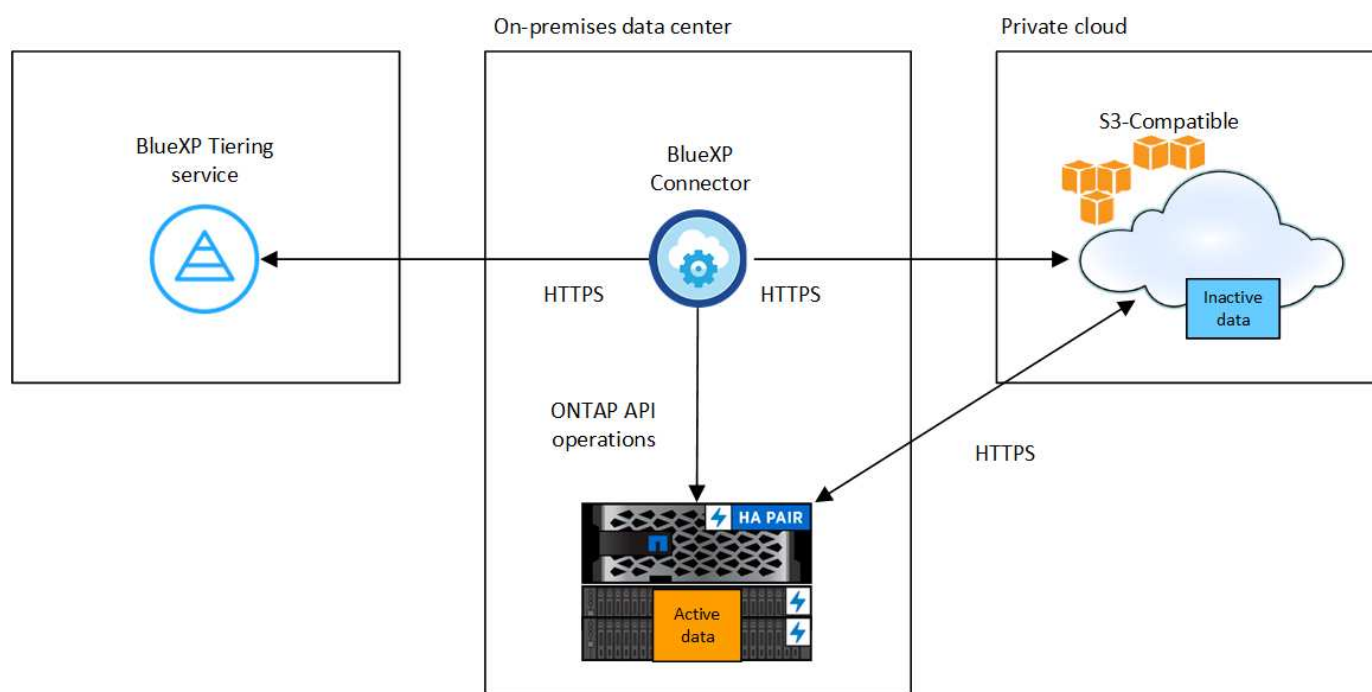 On-premises data center
Private cloud
BlueXP Tiering
service
BlueXP
Connector
S3-Compatible
HTTPS
HTTPS
Inactive
data
ONTAP API
operations
HTTPS
HA PAIR
Active
data